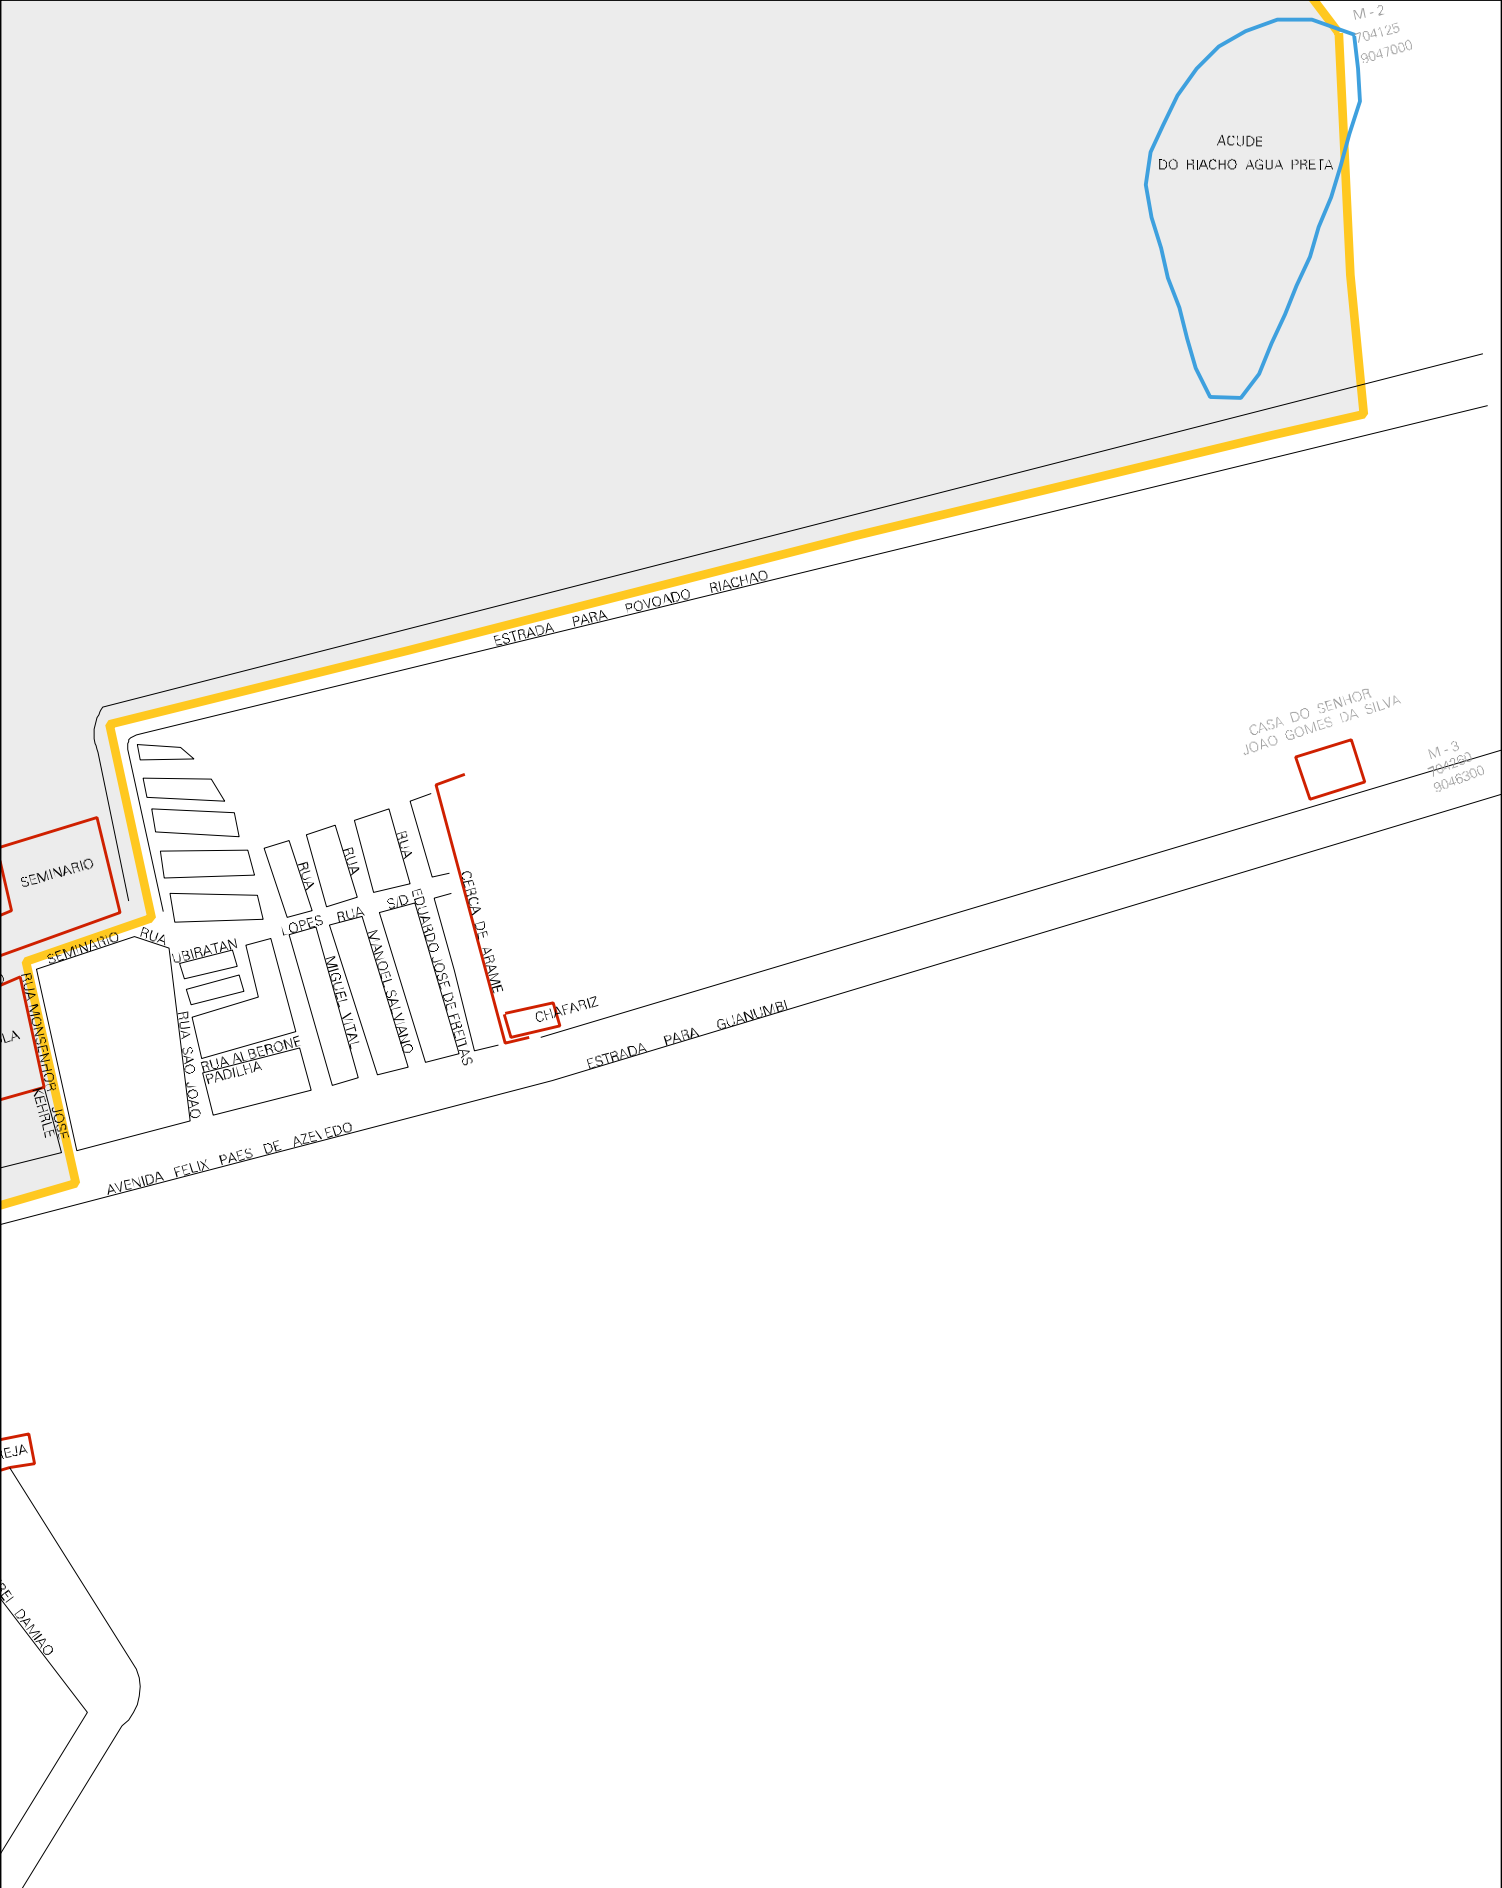 M - 2
704125
9047000
ACUDE
DO RIACHO AGUA PRETA
ESTRADA PARA POVOADO RIACHAO
CASA DO SENHOR
JOAO GOMES DA SILVA
M - 3
704260
9046300
SEMINARIO
RUA
RUA
RUA
CERCA DE ARAME
RUA SEMINARIO
RUA UBIRATAN LOPES
RUA S/D
EDUARDO JOSE DE FREITAS
MANOEL SALVIANO
MIGUEL VITAL
RUA SAO JOAO
RUA ALBERONE
PADILHA
RUA MONSENHOR JOSE
KEHRLE
LA
CHAFARIZ
ESTRADA PARA GUANUMBI
AVENIDA FELIX PAES DE AZEVEDO
EJA
EI DAMIAO